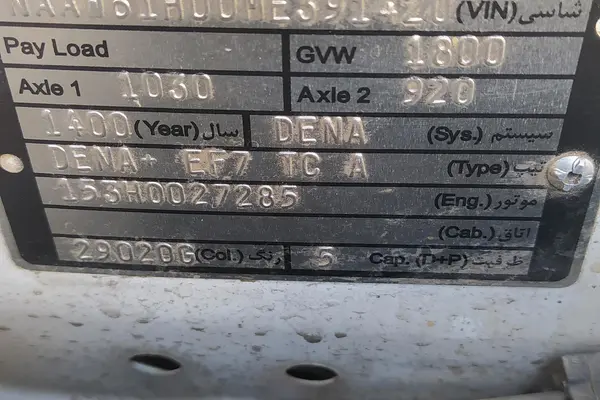 شاسی (VIN)
Pay Load GVW 1800
Axle 1 1030 Axle 2 920
سال (Year) 1400 سیستم (Sys.) DENA
تیپ (Type) DENA+ EF7 TC A
موتور (Eng.) 153H0027285
اتاق (Cab.)
رنگ (Col.) 29020G ظرفیت Cap. (D+P) 5